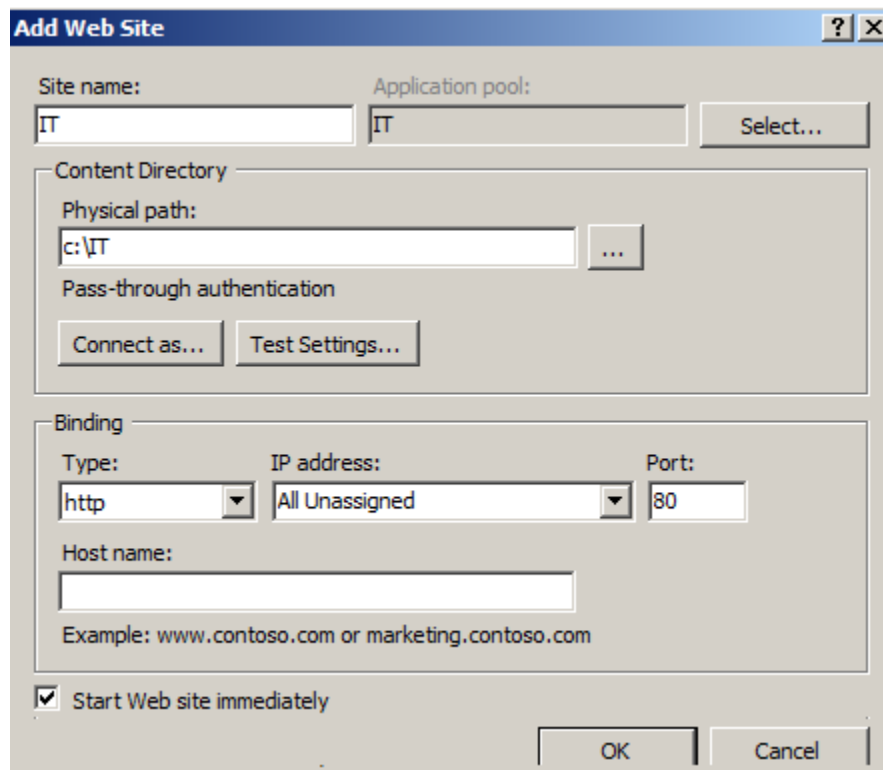 Add Web Site
Site name: Application pool:
IT IT Select...
Content Directory
Physical path:
c:\IT ...
Pass-through authentication
Connect as... Test Settings...
Binding
Type: IP address: Port:
http All Unassigned 80
Host name:
Example: www.contoso.com or marketing.contoso.com
Start Web site immediately
OK Cancel